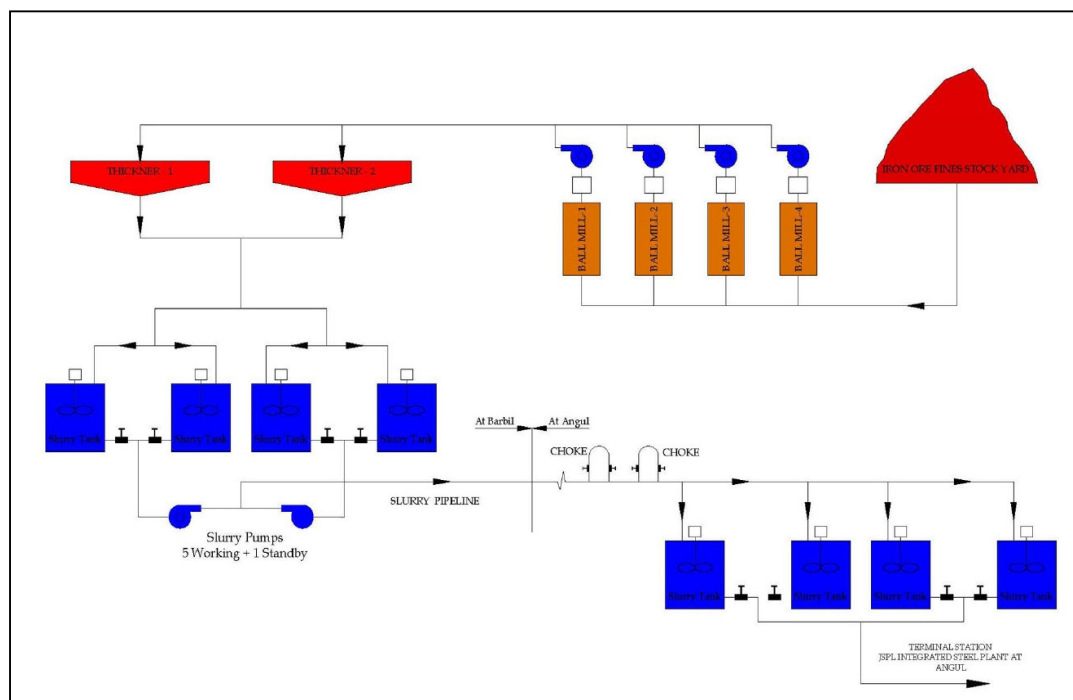 THICKNER - 1
THICKNER - 2
BALL MILL-1
BALL MILL-2
BALL MILL-3
BALL MILL-4
IRON ORE FINES STOCK YARD
Slurry Tank
Slurry Tank
Slurry Tank
Slurry Tank
At Barbil
At Angul
CHOKE
CHOKE
SLURRY PIPELINE
Slurry Pumps
5 Working + 1 Standby
Slurry Tank
Slurry Tank
Slurry Tank
Slurry Tank
TERMINAL STATION
JSPL INTEGRATED STEEL PLANT AT
ANGUL